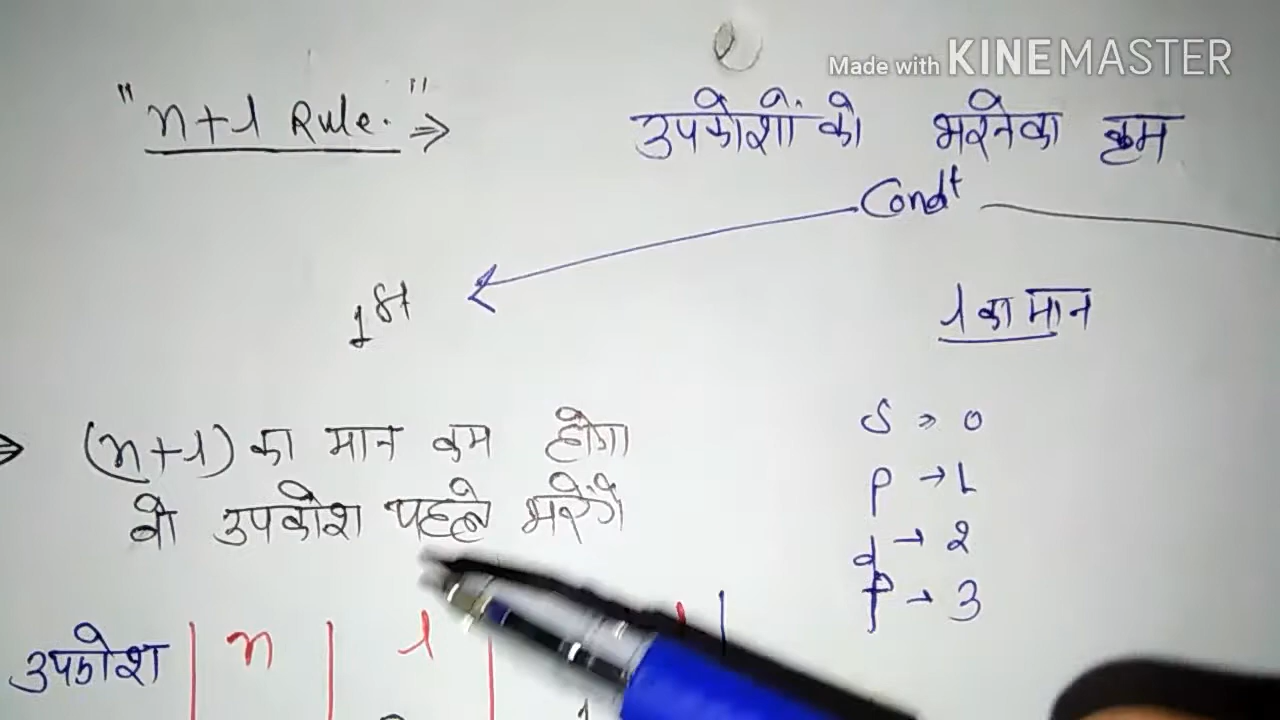 Made with KINEMASTER
"n+l Rule." ⇒ उपकोशों को भरने का क्रम
Condt
1st
l का मान
(n+l) का मान कम होगा
वो उपकोश पहले भरेंगे
s → 0
p → 1
d → 2
f → 3
उपकोश | n | l |